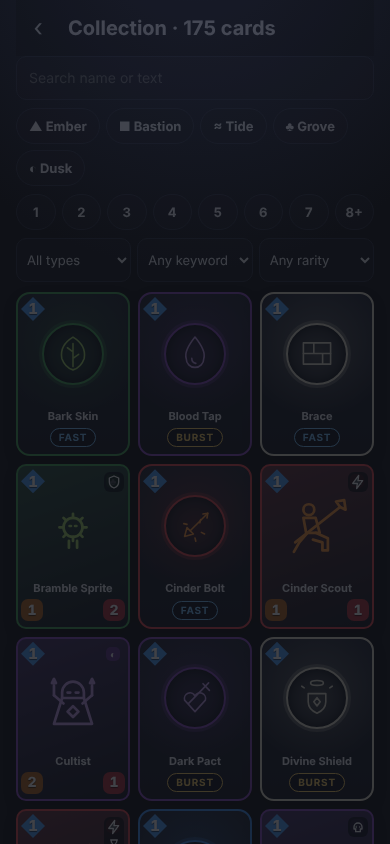 Collection · 175 cards
Search name or text
Ember Bastion Tide Grove
Dusk
1 2 3 4 5 6 7 8+
All types Any keyword Any rarity
1 1 1
Bark Skin Blood Tap Brace
FAST BURST FAST
1 1 1
Bramble Sprite Cinder Bolt Cinder Scout
1 2 FAST 1 1
1 1 1
Cultist Dark Pact Divine Shield
2 1 BURST BURST
1 1 1